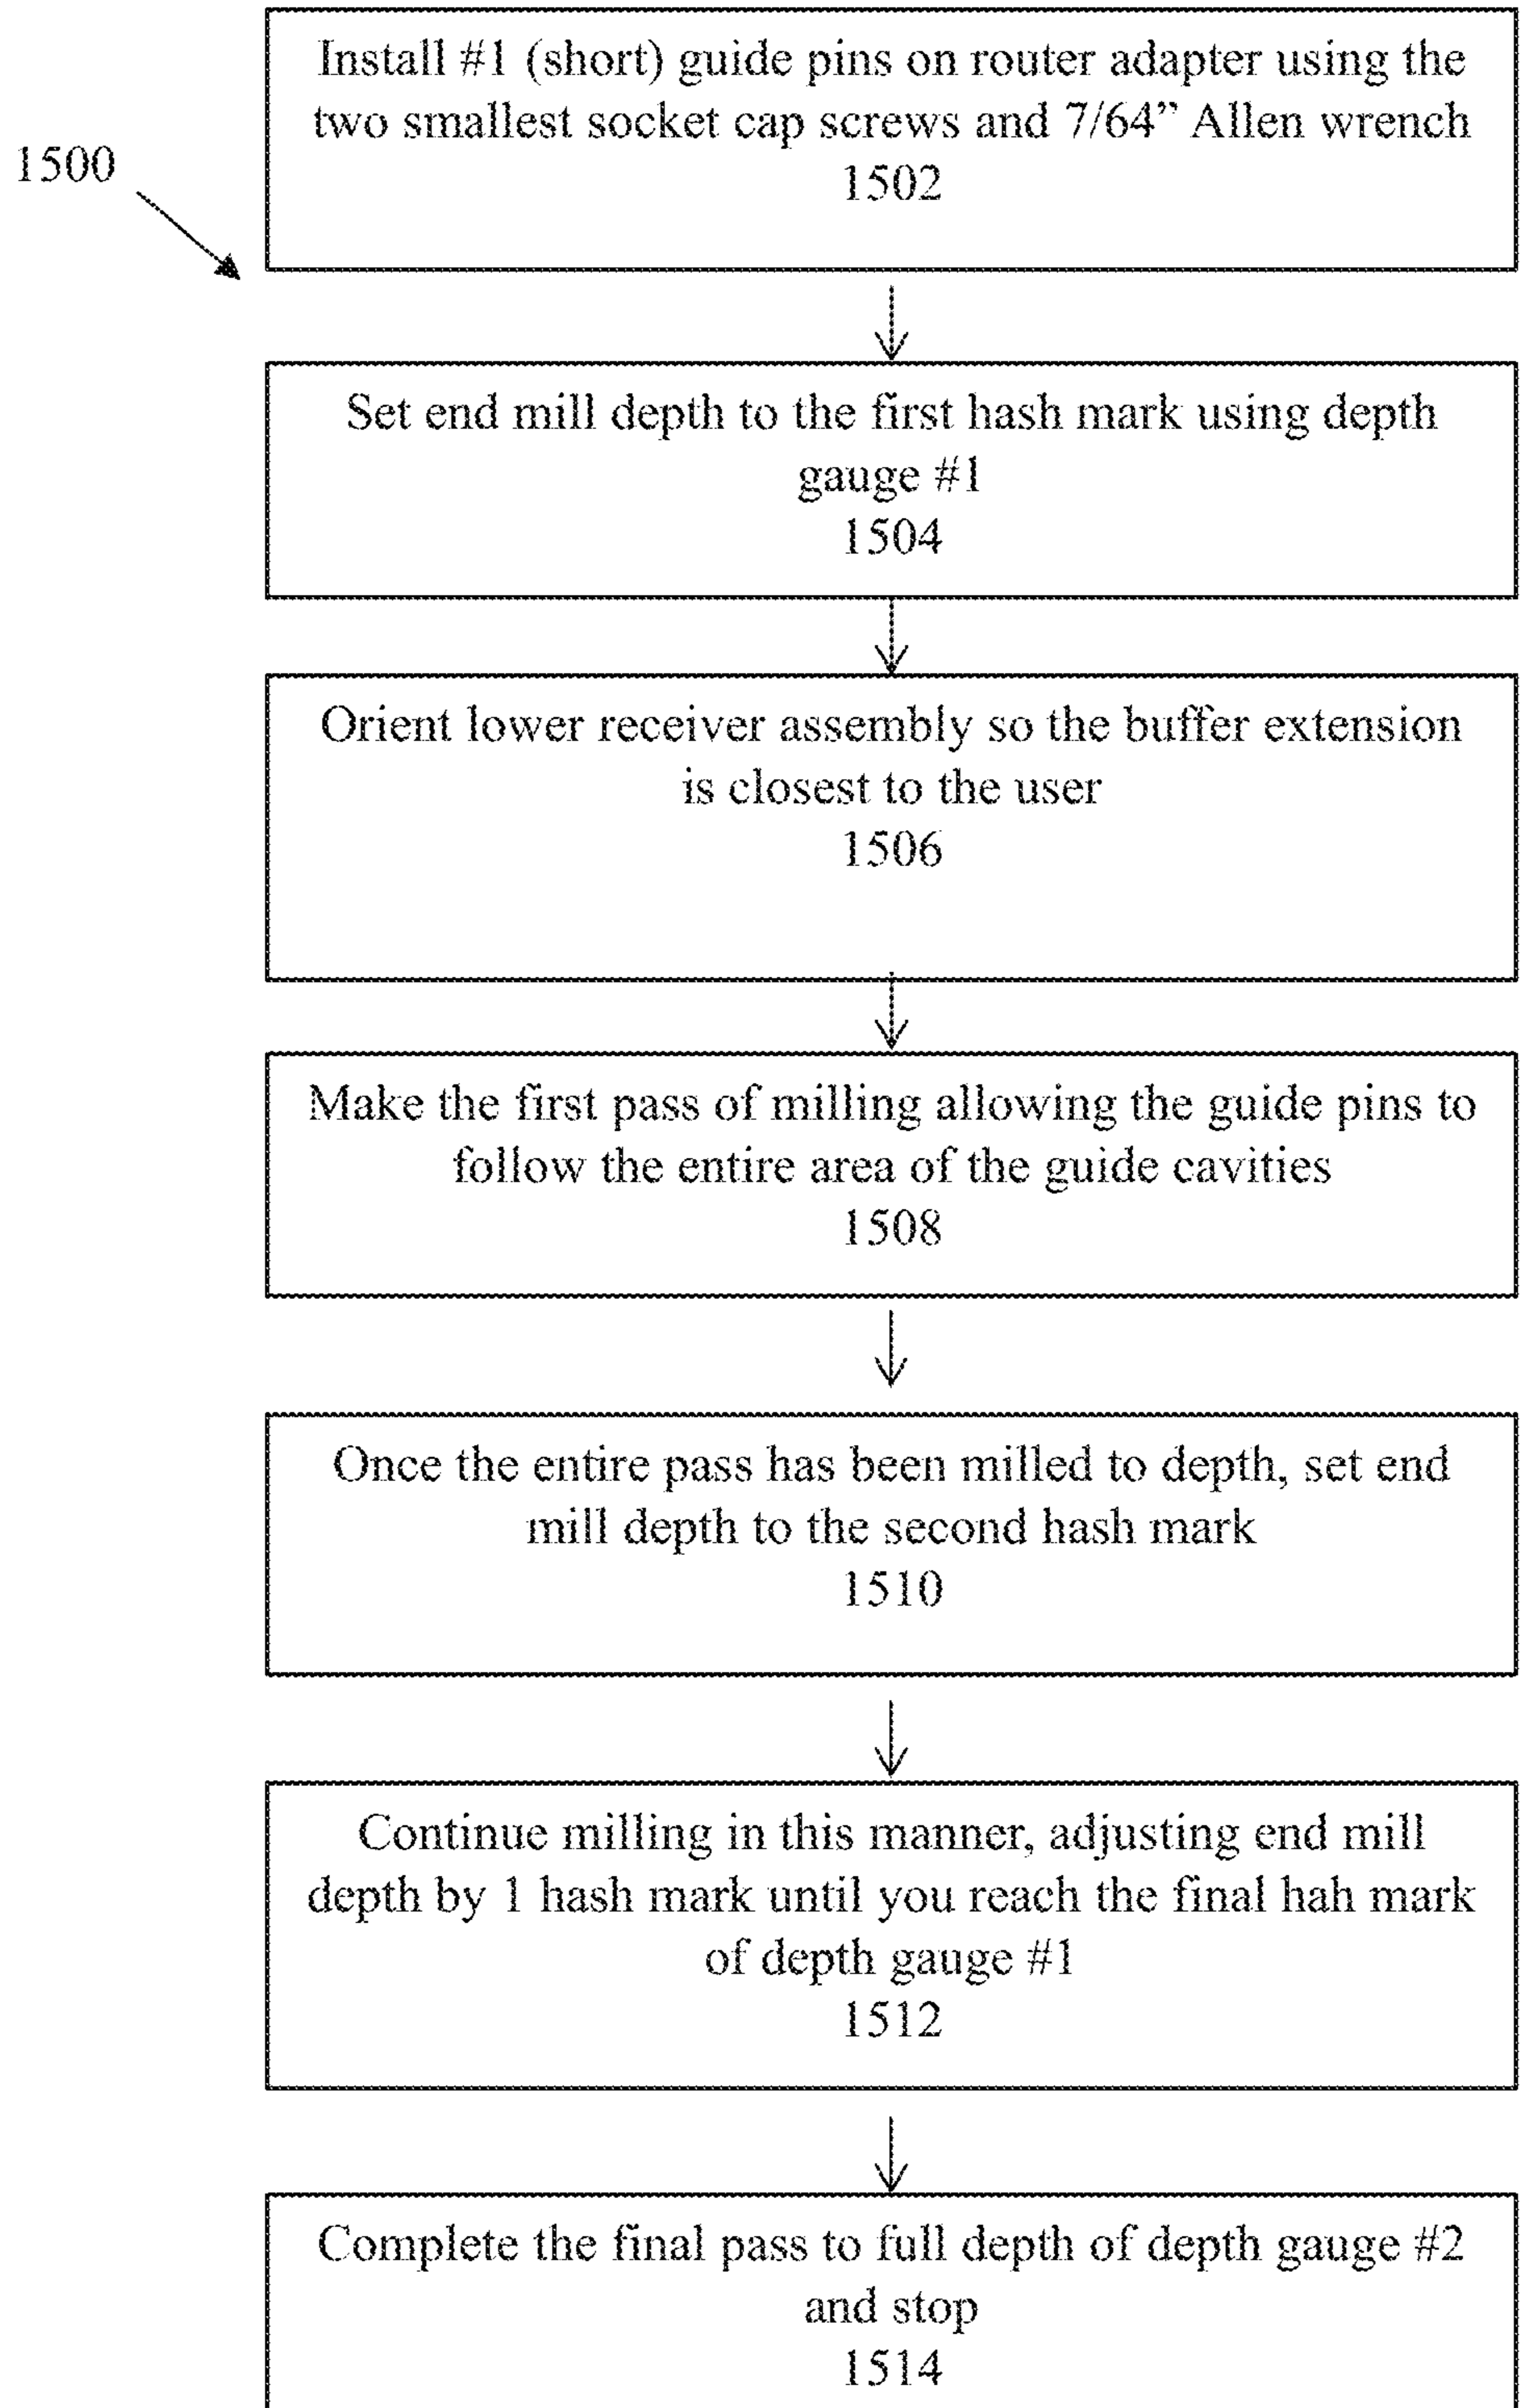 Install #1 (short) guide pins on router adapter using the
two smallest socket cap screws and 7/64” Allen wrench
1502
1500
Set end mill depth to the first hash mark using depth
gauge #1
1504
Orient lower receiver assembly so the buffer extension
is closest to the user
1506
Make the first pass of milling allowing the guide pins to
follow the entire area of the guide cavities
1508
Once the entire pass has been milled to depth, set end
mill depth to the second hash mark
1510
Continue milling in this manner, adjusting end mill
depth by 1 hash mark until you reach the final hah mark
of depth gauge #1
1512
Complete the final pass to full depth of depth gauge #2
and stop
1514